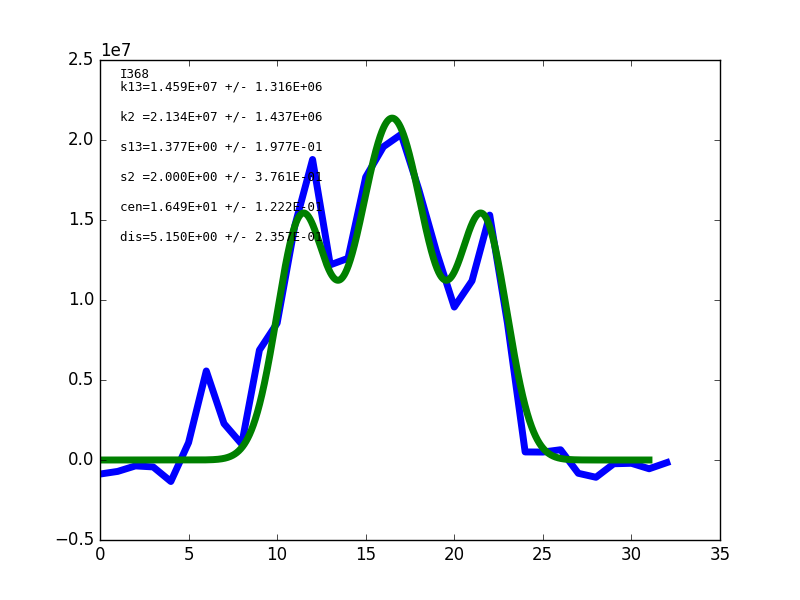 1e7
I368
k13=1.459E+07 +/- 1.316E+06
k2 =2.134E+07 +/- 1.437E+06
s13=1.377E+00 +/- 1.977E-01
s2 =2.000E+00 +/- 3.761E-01
cen=1.649E+01 +/- 1.222E-01
dis=5.150E+00 +/- 2.357E-01
2.5
2.0
1.5
1.0
0.5
0.0
−0.5
0 5 10 15 20 25 30 35